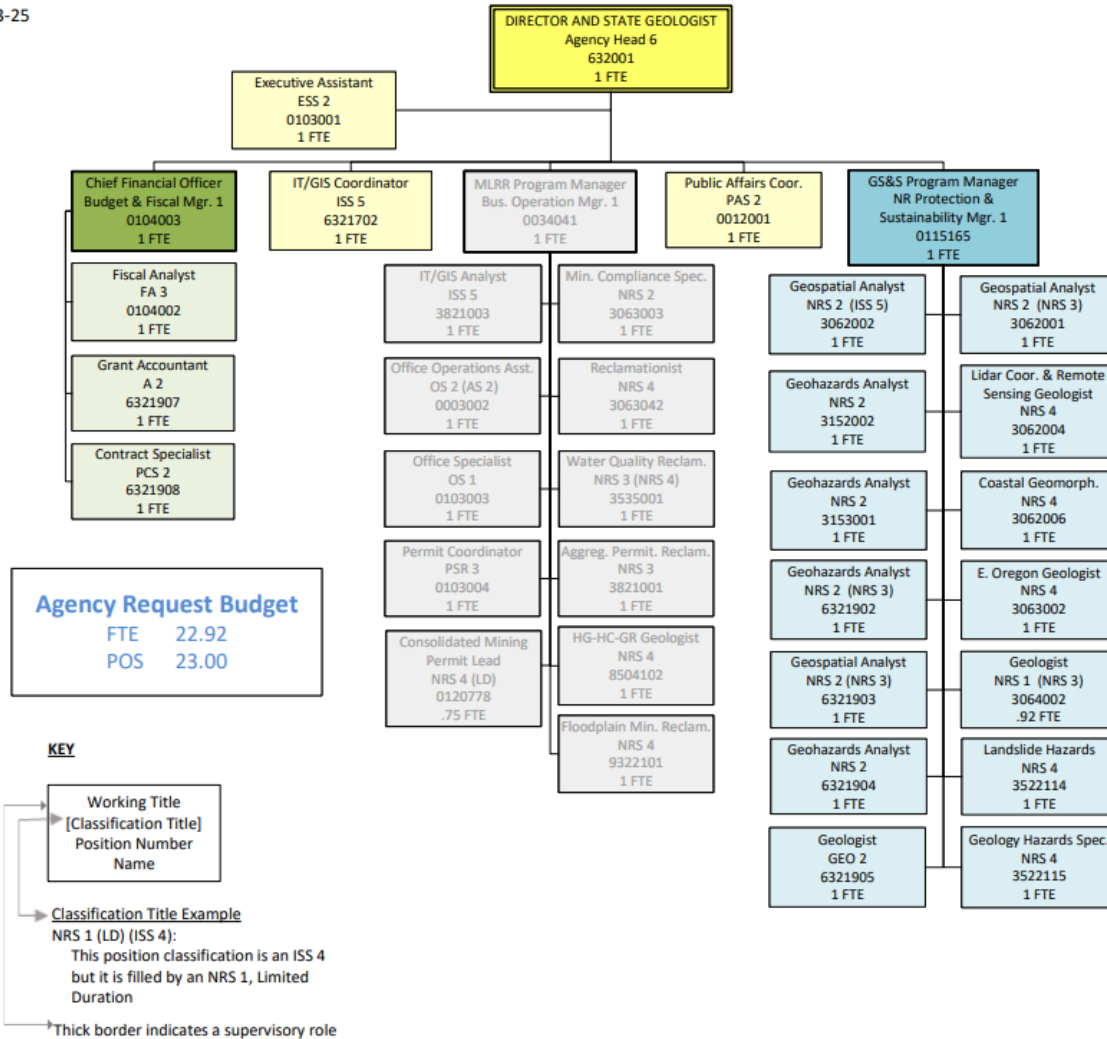 3-25
DIRECTOR AND STATE GEOLOGIST
Agency Head 6
632001
1 FTE
Executive Assistant
ESS 2
0103001
1 FTE
Chief Financial Officer
Budget & Fiscal Mgr. 1
0104003
1 FTE
IT/GIS Coordinator
ISS 5
6321702
1 FTE
MLRR Program Manager
Bus. Operation Mgr. 1
0034041
1 FTE
Public Affairs Coor.
PAS 2
0012001
1 FTE
GS&S Program Manager
NR Protection &
Sustainability Mgr. 1
0115165
1 FTE
Fiscal Analyst
FA 3
0104002
1 FTE
Grant Accountant
A 2
6321907
1 FTE
Contract Specialist
PCS 2
6321908
1 FTE
IT/GIS Analyst
ISS 5
3821003
1 FTE
Min. Compliance Spec.
NRS 2
3063003
1 FTE
Office Operations Asst.
OS 2 (AS 2)
0003002
1 FTE
Reclamationist
NRS 4
3063042
1 FTE
Office Specialist
OS 1
0103003
1 FTE
Water Quality Reclam.
NRS 3 (NRS 4)
3535001
1 FTE
Permit Coordinator
PSR 3
0103004
1 FTE
Aggreg. Permit. Reclam.
NRS 3
3821001
1 FTE
Consolidated Mining
Permit Lead
NRS 4 (LD)
0120778
.75 FTE
HG-HC-GR Geologist
NRS 4
8504102
1 FTE
Floodplain Min. Reclam.
NRS 4
9322101
1 FTE
Geospatial Analyst
NRS 2 (ISS 5)
3062002
1 FTE
Geospatial Analyst
NRS 2 (NRS 3)
3062001
1 FTE
Geohazards Analyst
NRS 2
3152002
1 FTE
Lidar Coor. & Remote
Sensing Geologist
NRS 4
3062004
1 FTE
Geohazards Analyst
NRS 2
3153001
1 FTE
Coastal Geomorph.
NRS 4
3062006
1 FTE
Geohazards Analyst
NRS 2 (NRS 3)
6321902
1 FTE
E. Oregon Geologist
NRS 4
3063002
1 FTE
Geospatial Analyst
NRS 2 (NRS 3)
6321903
1 FTE
Geologist
NRS 1 (NRS 3)
3064002
.92 FTE
Geohazards Analyst
NRS 2
6321904
1 FTE
Landslide Hazards
NRS 4
3522114
1 FTE
Geologist
GEO 2
6321905
1 FTE
Geology Hazards Spec.
NRS 4
3522115
1 FTE
Agency Request Budget
FTE 22.92
POS 23.00
KEY
Working Title
[Classification Title]
Position Number
Name
Classification Title Example
NRS 1 (LD) (ISS 4):
This position classification is an ISS 4
but it is filled by an NRS 1, Limited
Duration
Thick border indicates a supervisory role